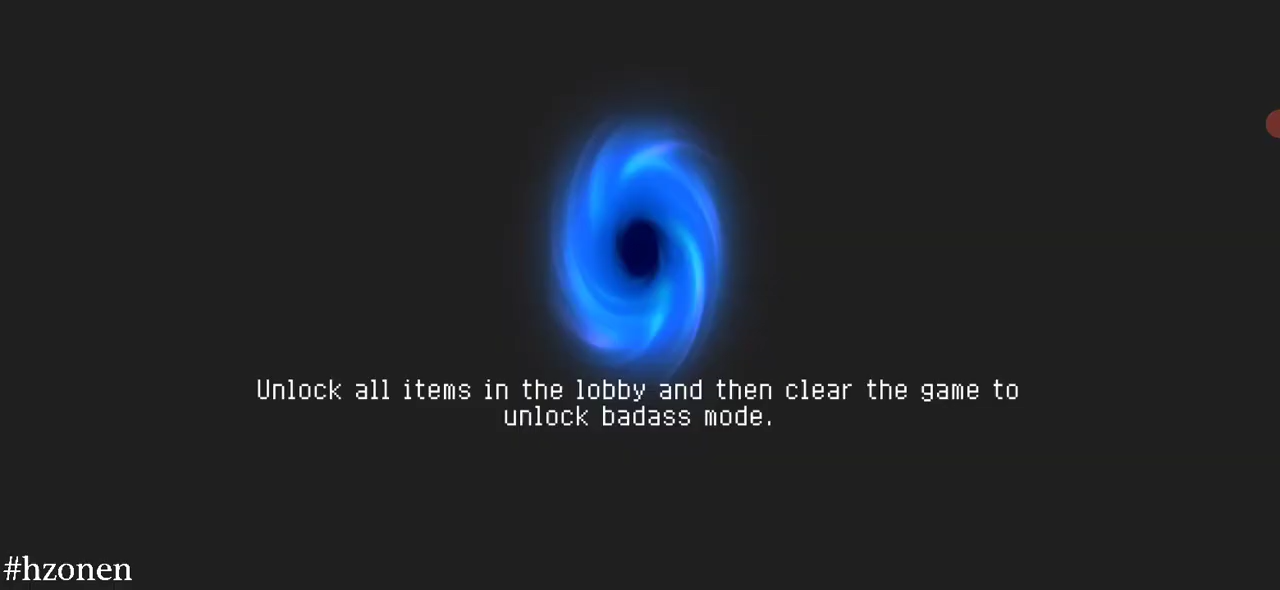 Unlock all items in the lobby and then clear the game to
unlock badass mode.
#hzonen